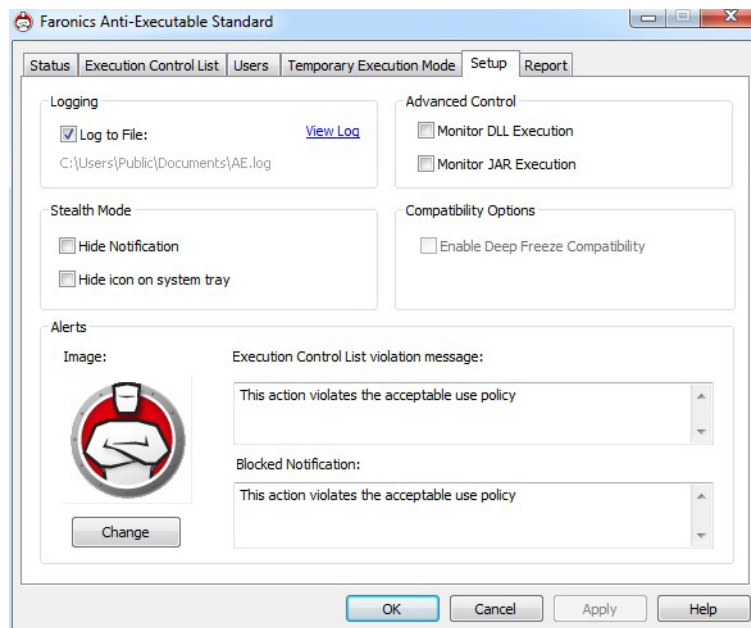 Faronics Anti-Executable Standard
Status
Execution Control List
Users
Temporary Execution Mode
Setup
Report
Logging
Log to File:
View Log
C:\Users\Public\Documents\AE.log
Advanced Control
Monitor DLL Execution
Monitor JAR Execution
Stealth Mode
Hide Notification
Hide icon on system tray
Compatibility Options
Enable Deep Freeze Compatibility
Alerts
Image:
Change
Execution Control List violation message:
This action violates the acceptable use policy
Blocked Notification:
This action violates the acceptable use policy
OK
Cancel
Apply
Help